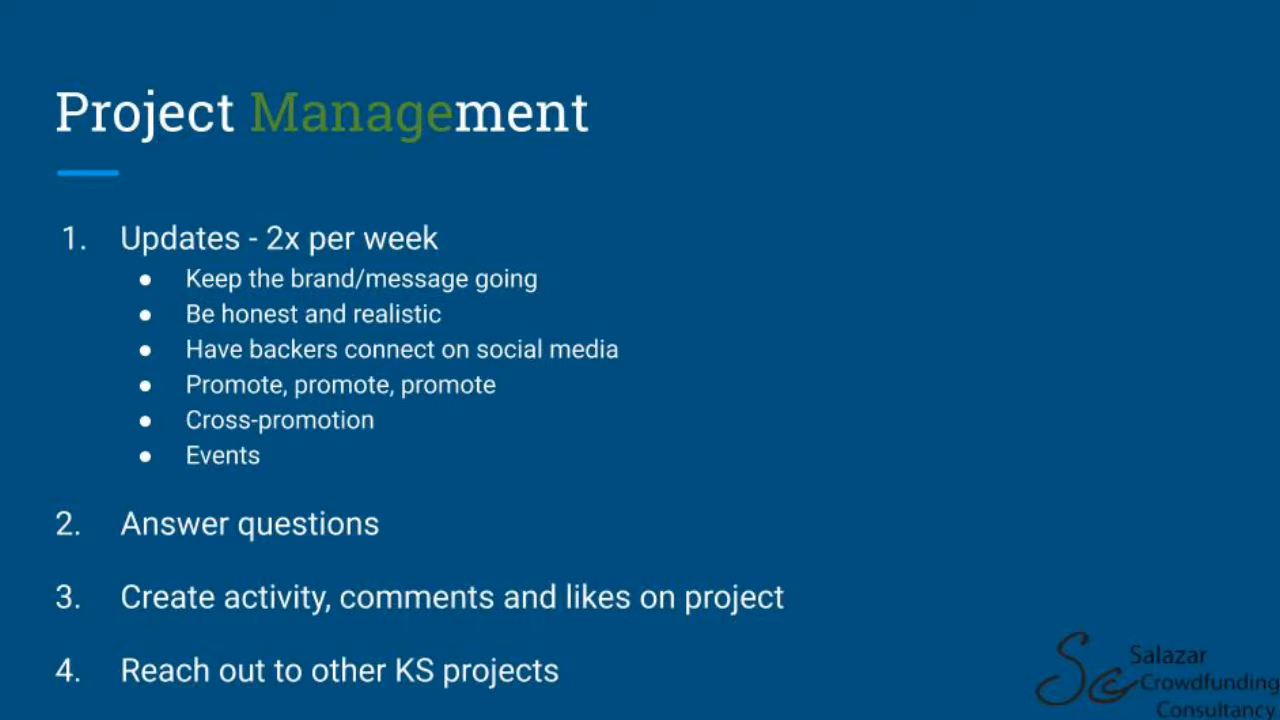 Project Management
1. Updates - 2x per week
● Keep the brand/message going
● Be honest and realistic
● Have backers connect on social media
● Promote, promote, promote
● Cross-promotion
● Events
2. Answer questions
3. Create activity, comments and likes on project
4. Reach out to other KS projects
Salazar
Crowdfunding
Consultancy